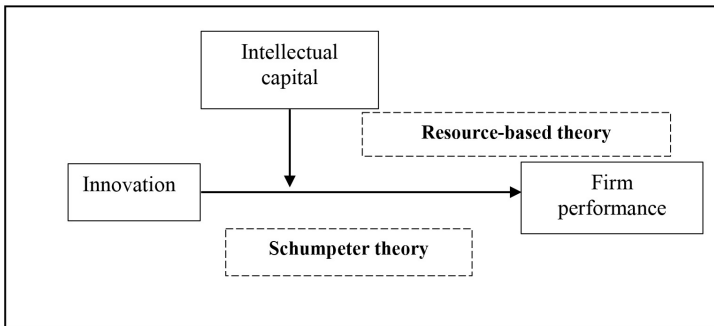 Intellectual
capital
Resource-based theory
Innovation
Firm
performance
Schumpeter theory